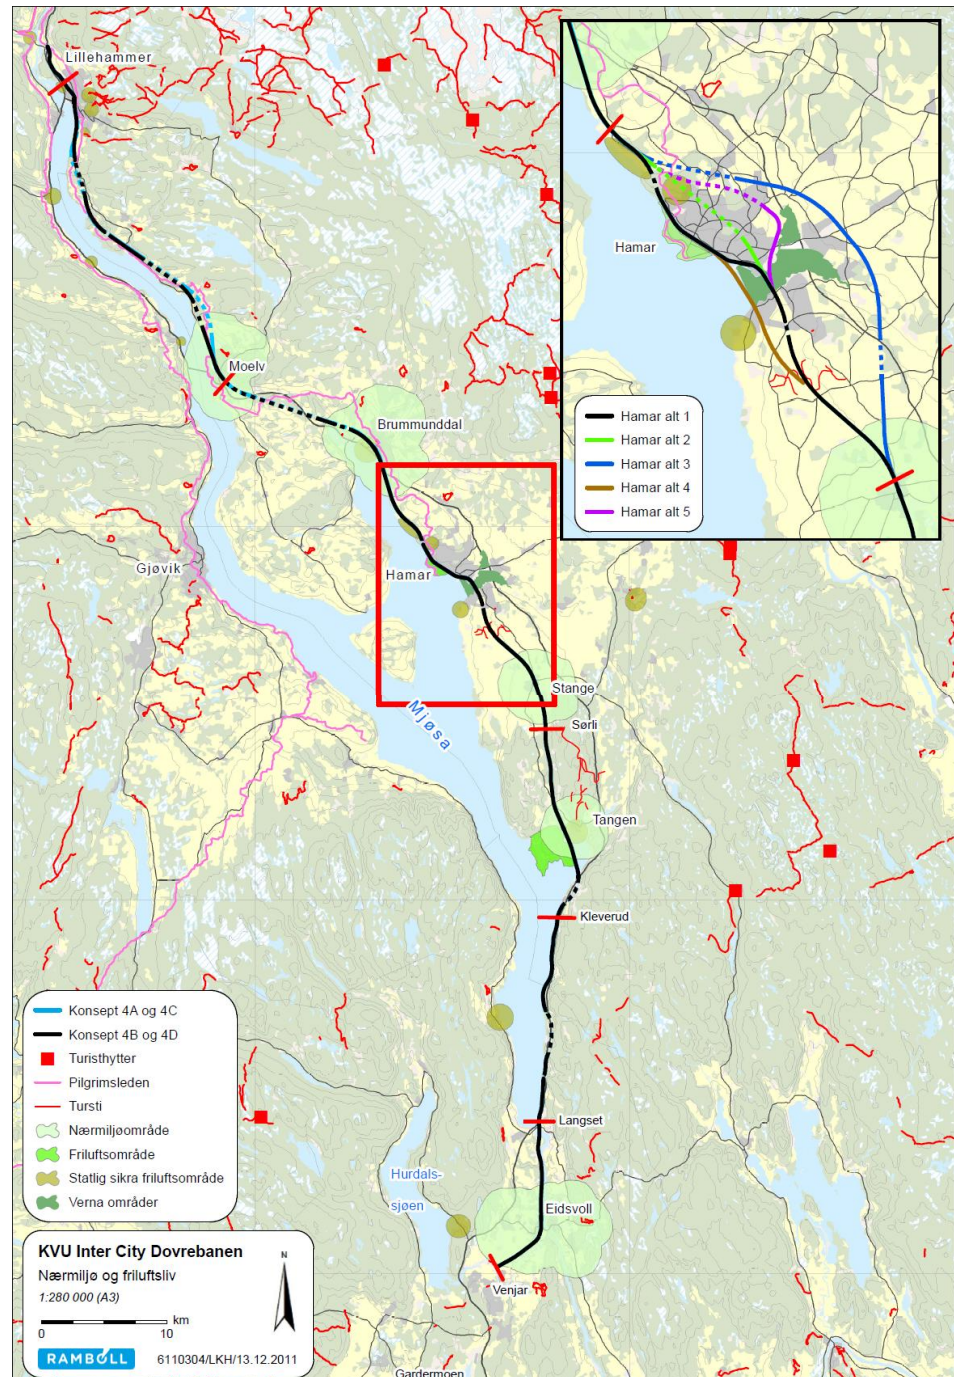 Lillehammer
Moelv
Brummunddal
Gjøvik
Hamar
Stange
Mjøsa
Sørli
Tangen
Kleverud
Langset
Hurdals-
sjøen
Eidsvoll
Venjar
Gardermoen
Hamar
Hamar alt 1
Hamar alt 2
Hamar alt 3
Hamar alt 4
Hamar alt 5
Konsept 4A og 4C
Konsept 4B og 4D
Turisthytter
Pilgrimsleden
Tursti
Nærmiljøområde
Friluftsområde
Statlig sikra friluftsområde
Verna områder
KVU Inter City Dovrebanen
Nærmiljø og friluftsliv
1:280 000 (A3)
N
km
0 10
RAMBOLL 6110304/LKH/13.12.2011